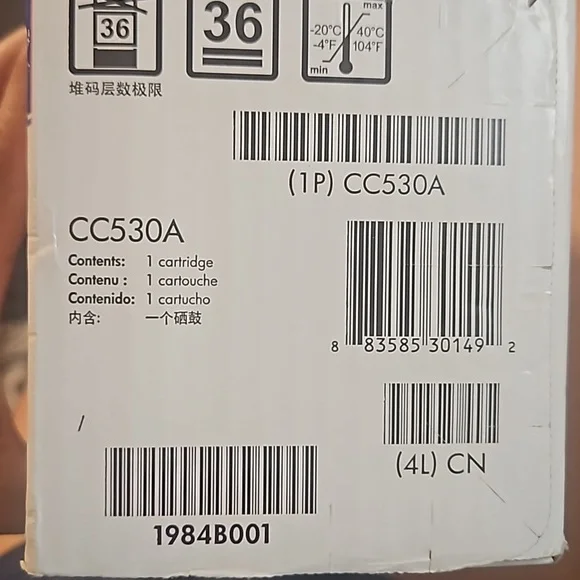 36
36
max
-20°C 40°C
-4°F 104°F
min
堆码层数极限
(1P) CC530A
CC530A
Contents: 1 cartridge
Contenu : 1 cartouche
Contenido: 1 cartucho
内含: 一个硒鼓
8 83585 30149 2
(4L) CN
1984B001